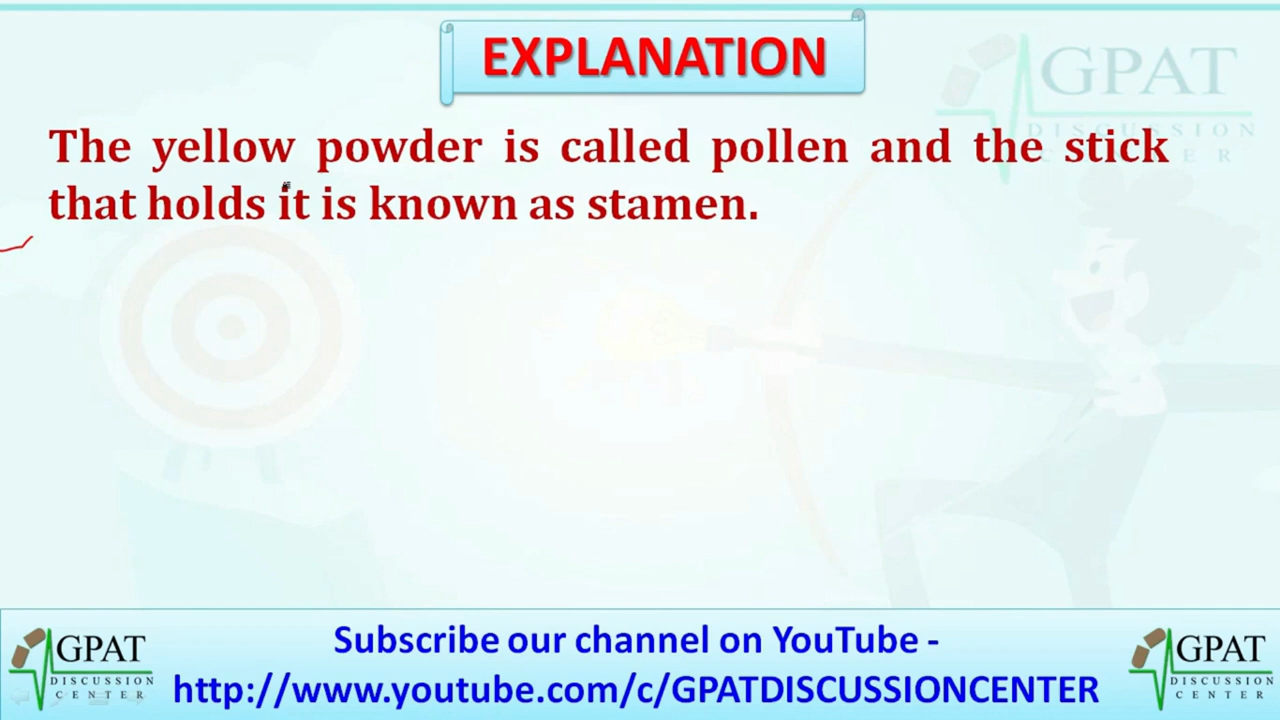 EXPLANATION
GPAT
DISCUSSION
CENTER
The yellow powder is called pollen and the stick
that holds it is known as stamen.
Subscribe our channel on YouTube -
http://www.youtube.com/c/GPATDISCUSSIONCENTER
GPAT
DISCUSSION
CENTER
GPAT
DISCUSSION
CENTER